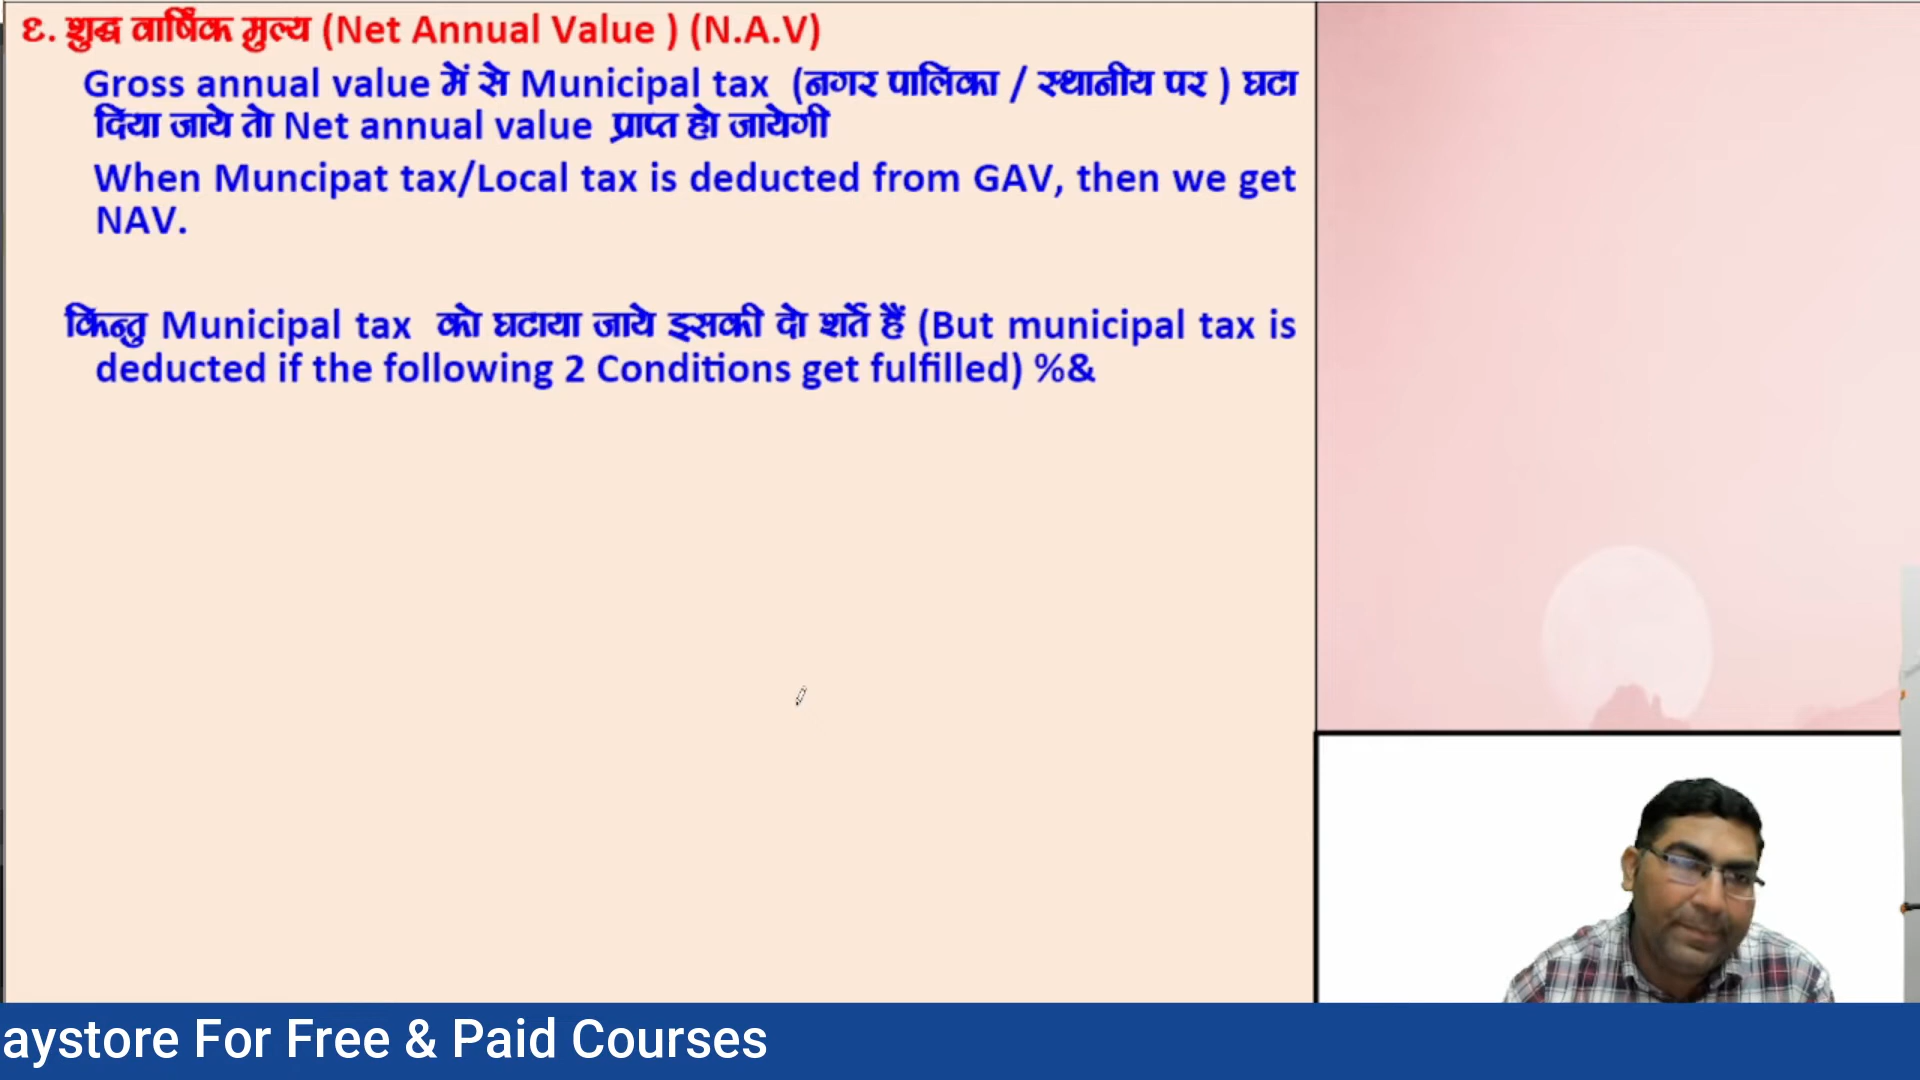 ९. शुद्ध वार्षिक मुल्य (Net Annual Value ) (N.A.V)
Gross annual value में से Municipal tax (नगर पालिका / स्थानीय पर ) घटा
दिया जाये तो Net annual value प्राप्त हो जायेगी
When Muncipat tax/Local tax is deducted from GAV, then we get
NAV.
किन्तु Municipal tax को घटाया जाये इसकी दो शर्ते हैं (But municipal tax is
deducted if the following 2 Conditions get fulfilled) %&
aystore For Free & Paid Courses